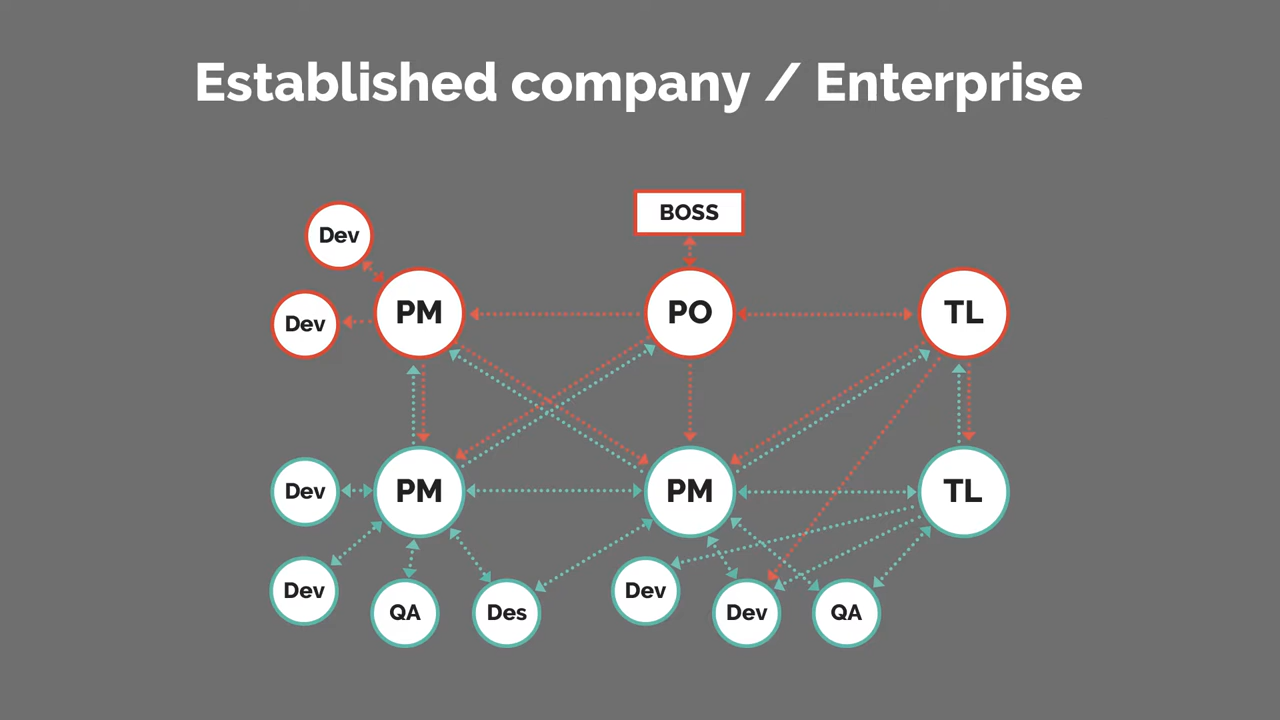 Established company / Enterprise
BOSS
Dev
PM
PO
TL
Dev
Dev
PM
PM
TL
Dev
QA
Des
Dev
Dev
QA